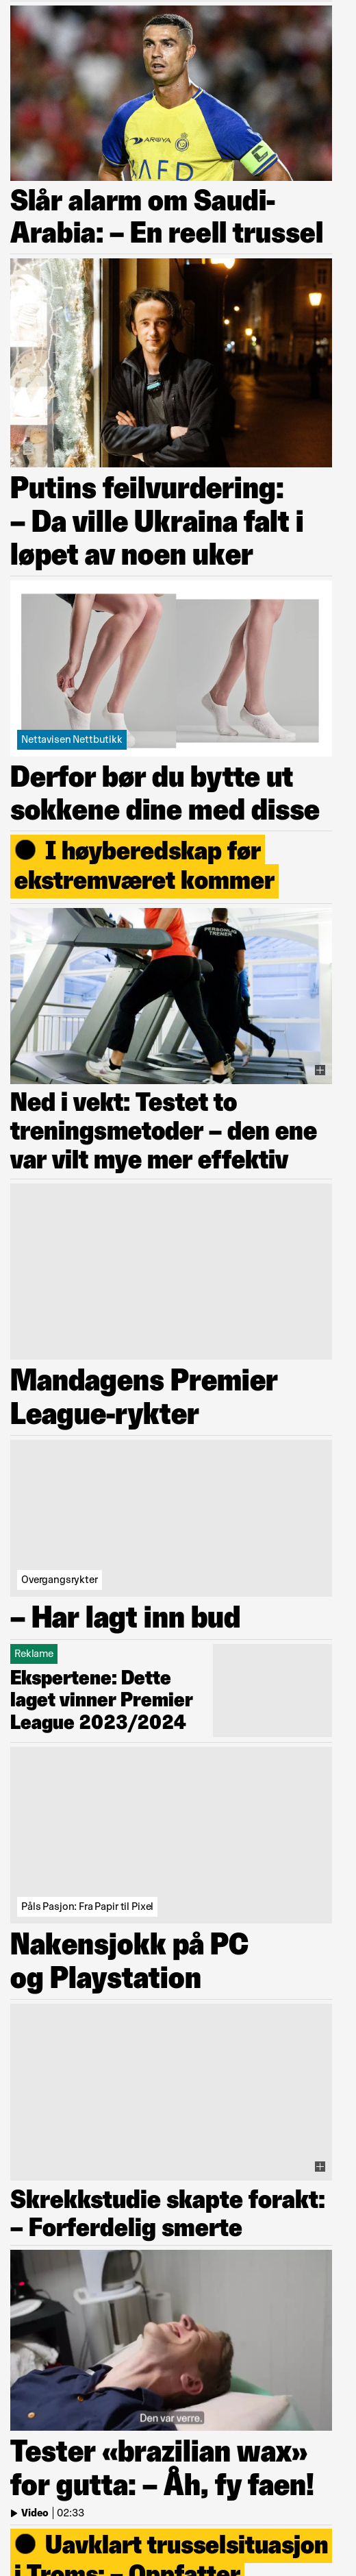 AROYA
AFD
Slår alarm om Saudi-
Arabia: – En reell trussel
Putins feilvurdering:
– Da ville Ukraina falt i
løpet av noen uker
Nettavisen Nettbutikk
Derfor bør du bytte ut
sokkene dine med disse
I høyberedskap før
ekstremværet kommer
PERSONLIG
TRENER
Ned i vekt: Testet to
treningsmetoder – den ene
var vilt mye mer effektiv
Mandagens Premier
League-rykter
Overgangsrykter
– Har lagt inn bud
Reklame
Ekspertene: Dette
laget vinner Premier
League 2023/2024
Påls Pasjon: Fra Papir til Pixel
Nakensjokk på PC
og Playstation
Skrekkstudie skapte forakt:
– Forferdelig smerte
Den var verre.
Tester «brazilian wax»
for gutta: – Åh, fy faen!
Video | 02:33
Uavklart trusselsituasjon
i Troms: – Oppfatter